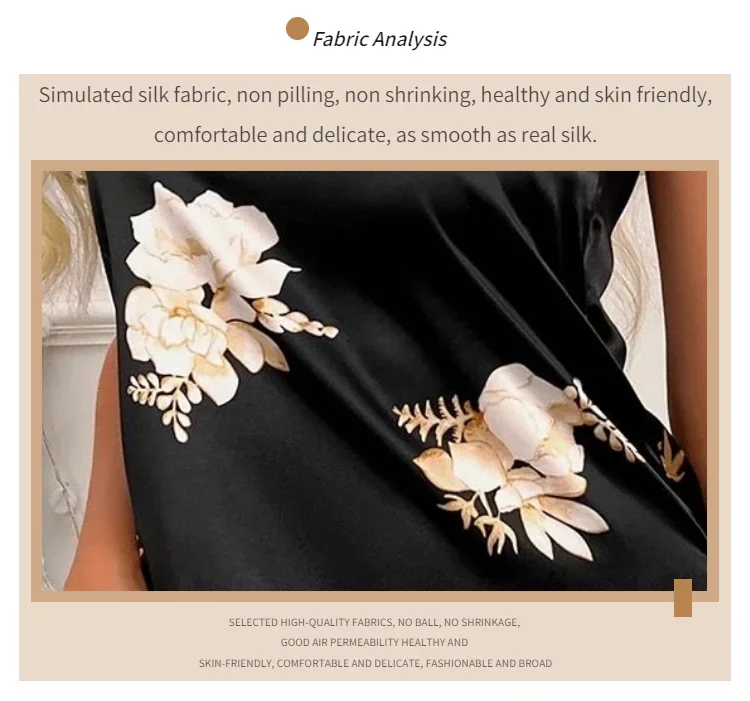 Fabric Analysis
Simulated silk fabric, non pilling, non shrinking, healthy and skin friendly,
comfortable and delicate, as smooth as real silk.
SELECTED HIGH-QUALITY FABRICS, NO BALL, NO SHRINKAGE,
GOOD AIR PERMEABILITY HEALTHY AND
SKIN-FRIENDLY, COMFORTABLE AND DELICATE, FASHIONABLE AND BROAD